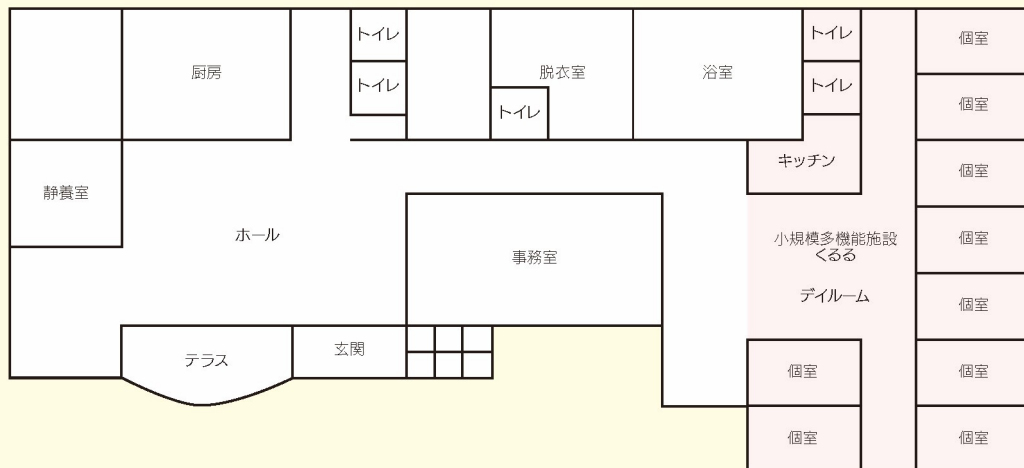 トイレ
トイレ
個室
厨房
脱衣室
浴室
トイレ
トイレ
個室
トイレ
キッチン
個室
静養室
ホール
小規模多機能施設
くるる
個室
事務室
デイルーム
個室
テラス
玄関
個室
個室
個室
個室